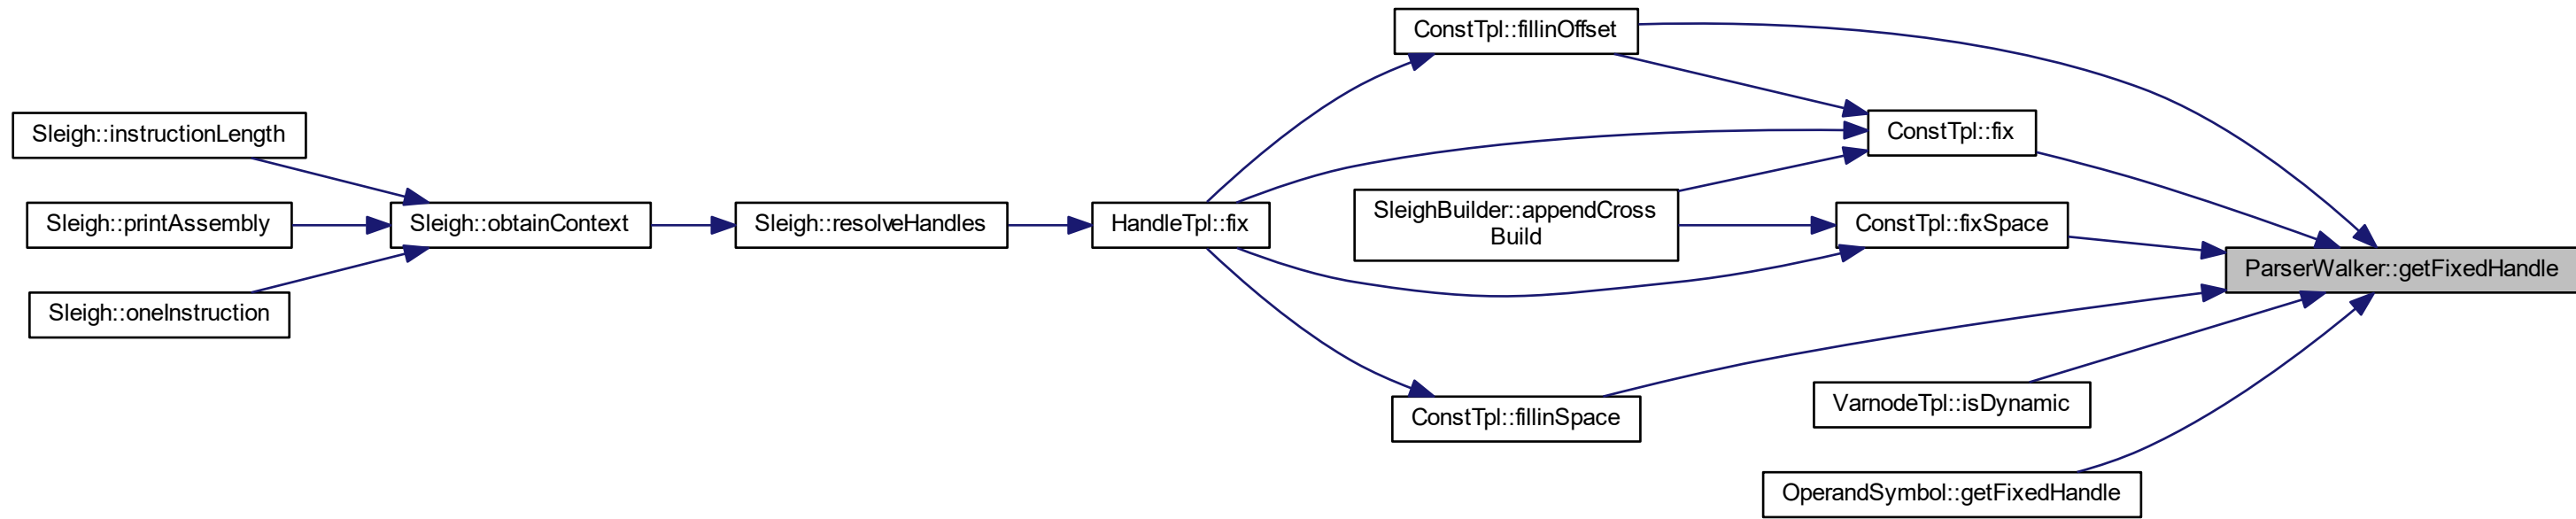 ConstTpl::fillinOffset
Sleigh::instructionLength
ConstTpl::fix
Sleigh::printAssembly
Sleigh::obtainContext
Sleigh::resolveHandles
HandleTpl::fix
SleighBuilder::appendCross
Build
ConstTpl::fixSpace
ParserWalker::getFixedHandle
Sleigh::oneInstruction
ConstTpl::fillinSpace
VarnodeTpl::isDynamic
OperandSymbol::getFixedHandle